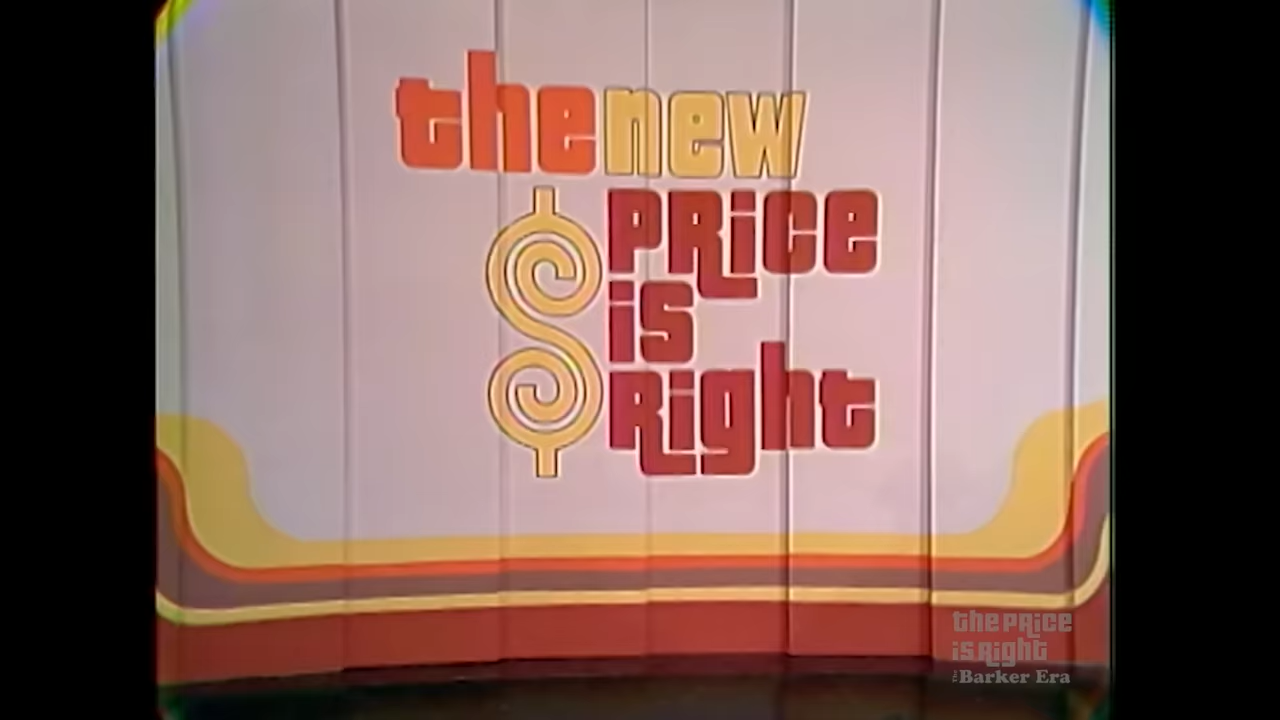 the new
PRice
is
Right
the PRice
is Right
the Barker Era